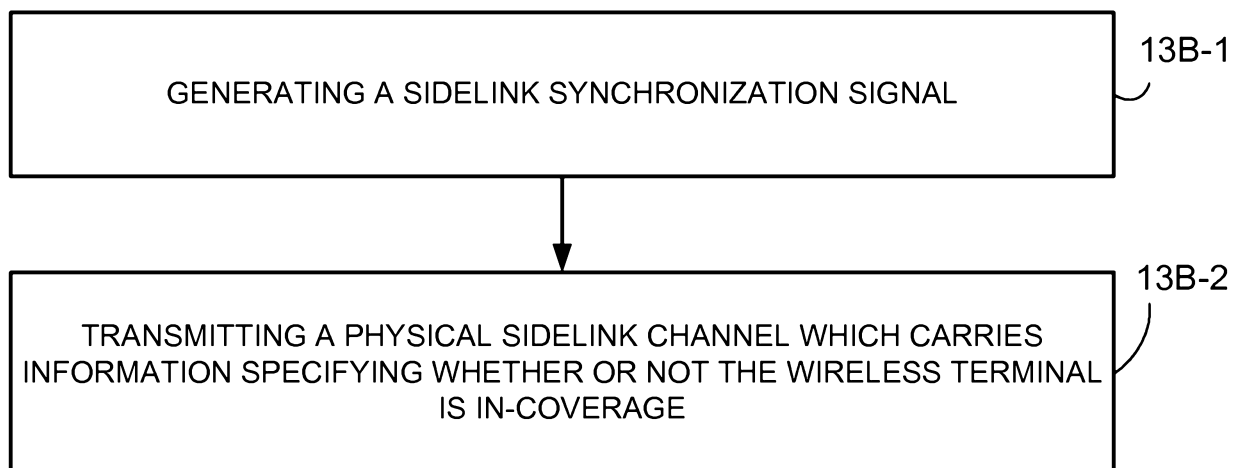 13B-1
GENERATING A SIDELINK SYNCHRONIZATION SIGNAL
13B-2
TRANSMITTING A PHYSICAL SIDELINK CHANNEL WHICH CARRIES
INFORMATION SPECIFYING WHETHER OR NOT THE WIRELESS TERMINAL
IS IN-COVERAGE